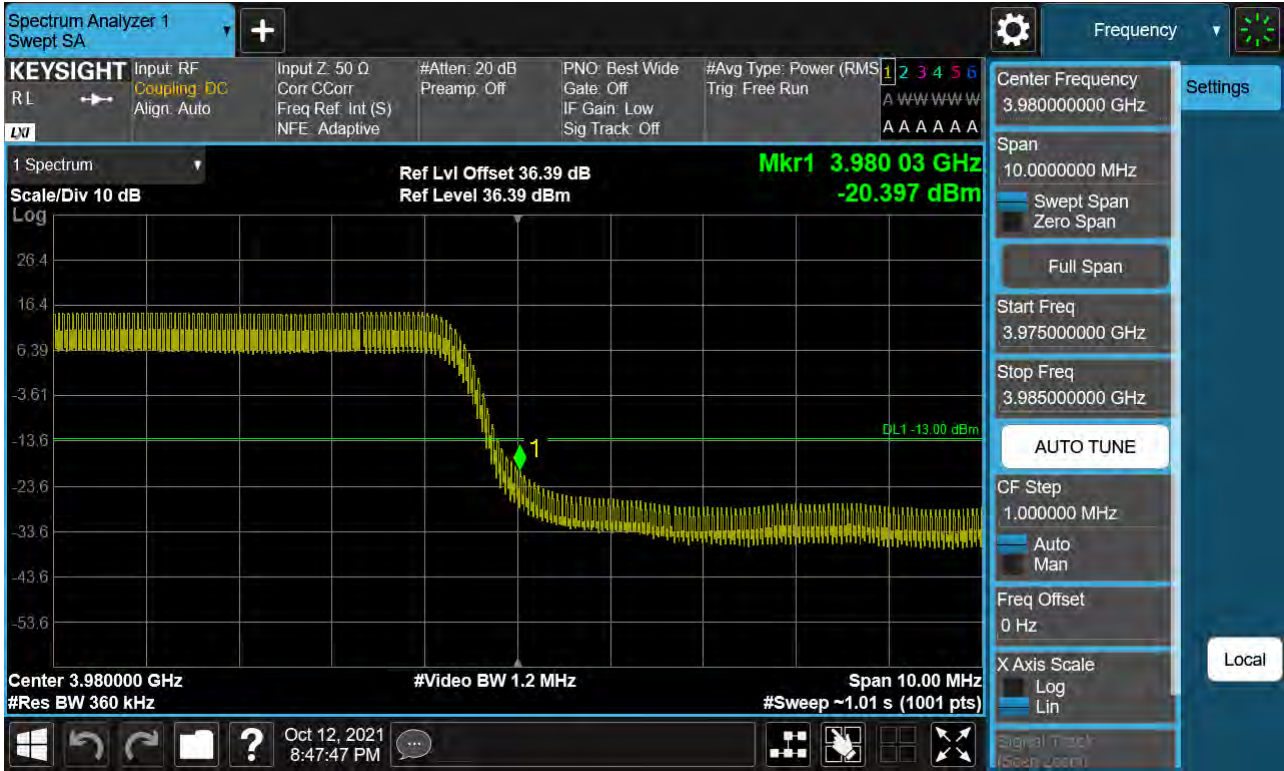 Spectrum Analyzer 1
Swept SA
+
Frequency
KEYSIGHT
RL
LXI
Input: RF
Coupling: DC
Align: Auto
Input Z: 50 Ω
Corr CCorr
Freq Ref: Int (S)
NFE: Adaptive
#Atten: 20 dB
Preamp: Off
PNO: Best Wide
Gate: Off
IF Gain: Low
Sig Track: Off
#Avg Type: Power (RMS
Trig: Free Run
1 2 3 4 5 6
A W W W W W
A A A A A A
1 Spectrum
Scale/Div 10 dB
Log
Ref Lvl Offset 36.39 dB
Ref Level 36.39 dBm
Mkr1 3.980 03 GHz
-20.397 dBm
26.4
16.4
6.39
-3.61
-13.6
-23.6
-33.6
-43.6
-53.6
DL1 -13.00 dBm
1
Center 3.980000 GHz
#Res BW 360 kHz
#Video BW 1.2 MHz
Span 10.00 MHz
#Sweep ~1.01 s (1001 pts)
Center Frequency
3.980000000 GHz
Span
10.0000000 MHz
Swept Span
Zero Span
Full Span
Start Freq
3.975000000 GHz
Stop Freq
3.985000000 GHz
AUTO TUNE
CF Step
1.000000 MHz
Auto
Man
Freq Offset
0 Hz
X Axis Scale
Log
Lin
Signal Track
(Span Zoom)
Settings
Local
?
Oct 12, 2021
8:47:47 PM